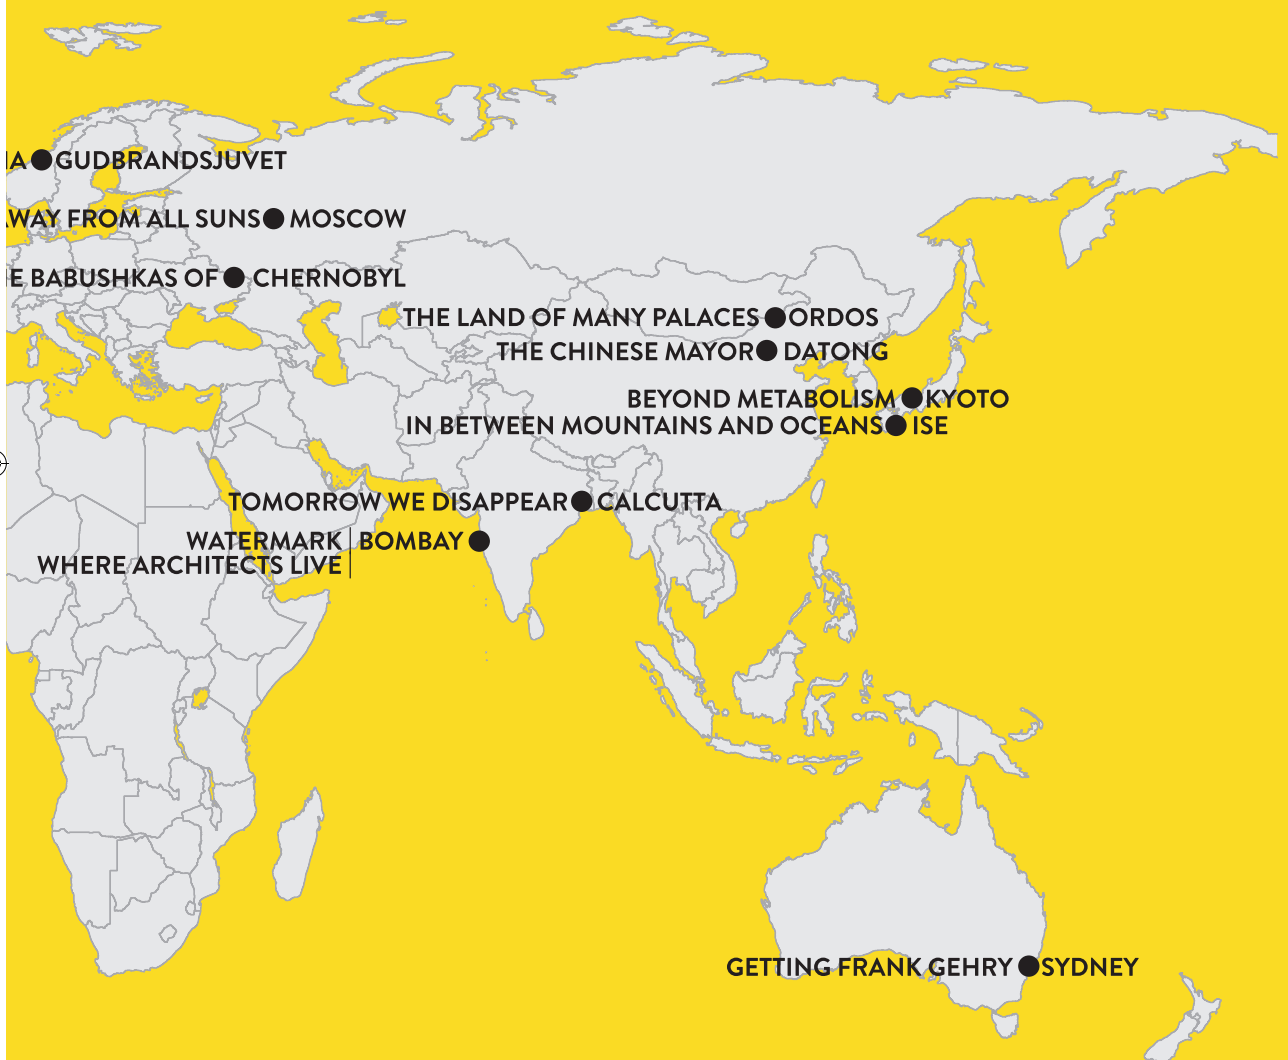 IA GUDBRANDSJUVET
AWAY FROM ALL SUNS MOSCOW
E BABUSHKAS OF CHERNOBYL
THE LAND OF MANY PALACES ORDOS
THE CHINESE MAYOR DATONG
BEYOND METABOLISM KYOTO
IN BETWEEN MOUNTAINS AND OCEANS ISE
TOMORROW WE DISAPPEAR CALCUTTA
WATERMARK BOMBAY
WHERE ARCHITECTS LIVE
GETTING FRANK GEHRY SYDNEY